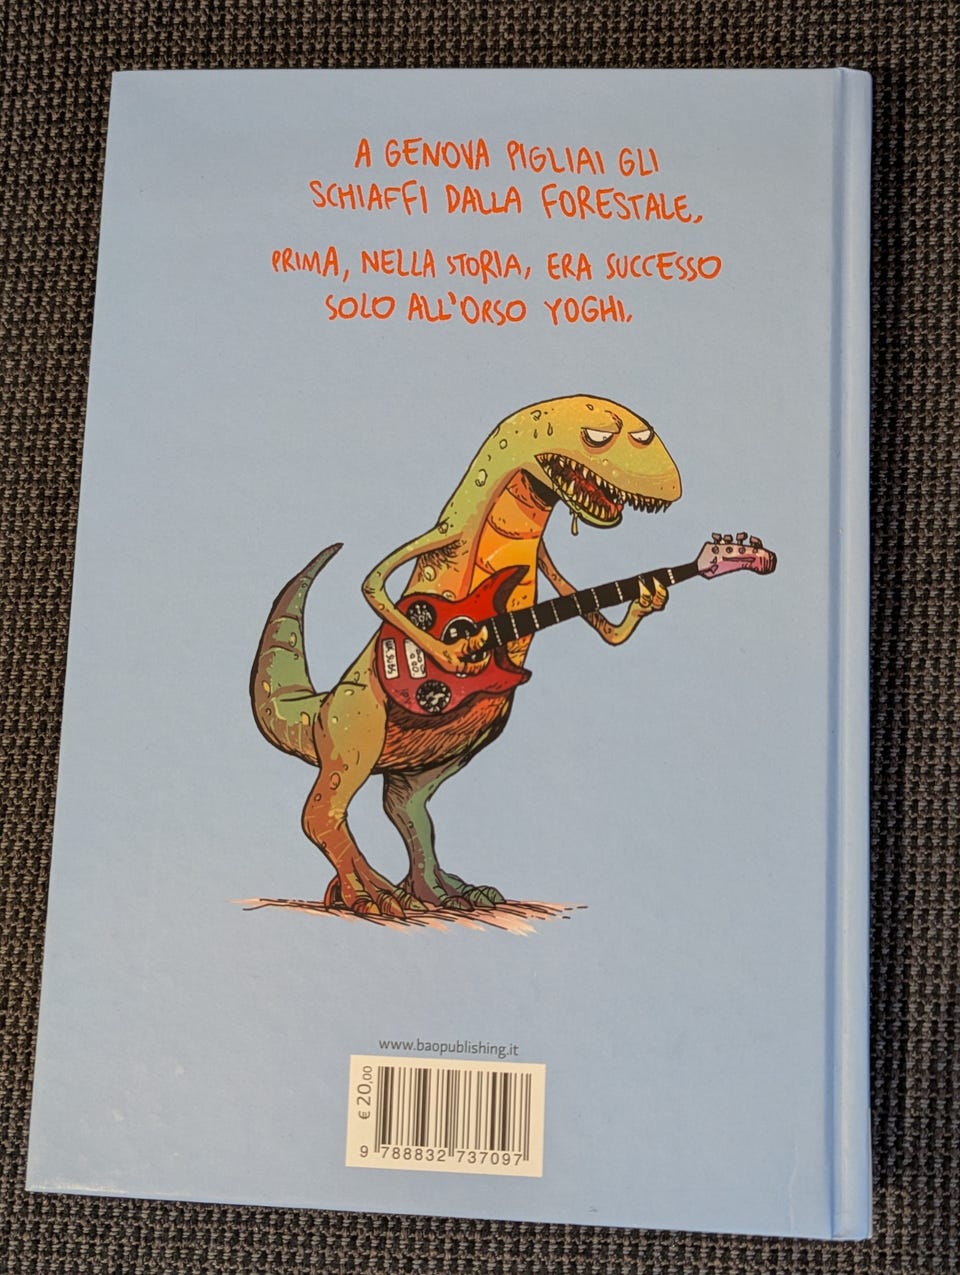 A GENOVA PIGLIAI GLI
SCHIAFFI DALLA FORESTALE.
PRIMA, NELLA STORIA, ERA SUCCESSO
SOLO ALL'ORSO YOGHI.
www.baopublishing.it
€ 20,00
9 788832 737097